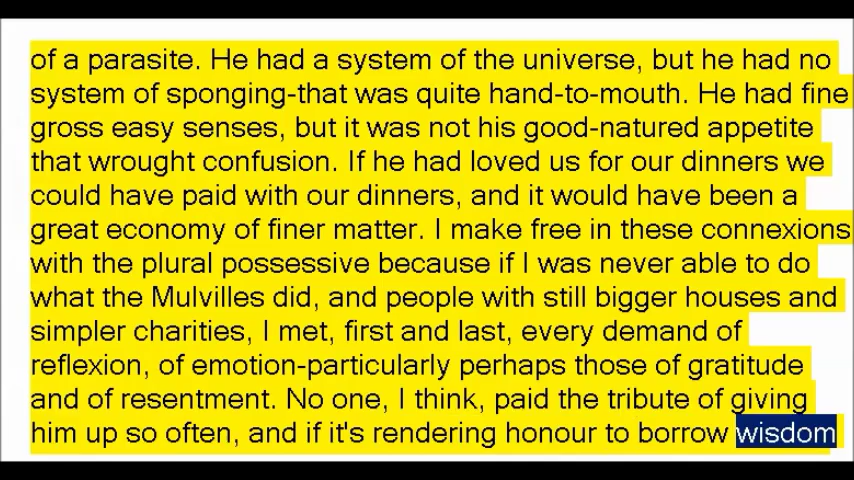 of a parasite. He had a system of the universe, but he had no
system of sponging-that was quite hand-to-mouth. He had fine
gross easy senses, but it was not his good-natured appetite
that wrought confusion. If he had loved us for our dinners we
could have paid with our dinners, and it would have been a
great economy of finer matter. I make free in these connexions
with the plural possessive because if I was never able to do
what the Mulvilles did, and people with still bigger houses and
simpler charities, I met, first and last, every demand of
reflexion, of emotion-particularly perhaps those of gratitude
and of resentment. No one, I think, paid the tribute of giving
him up so often, and if it's rendering honour to borrow wisdom